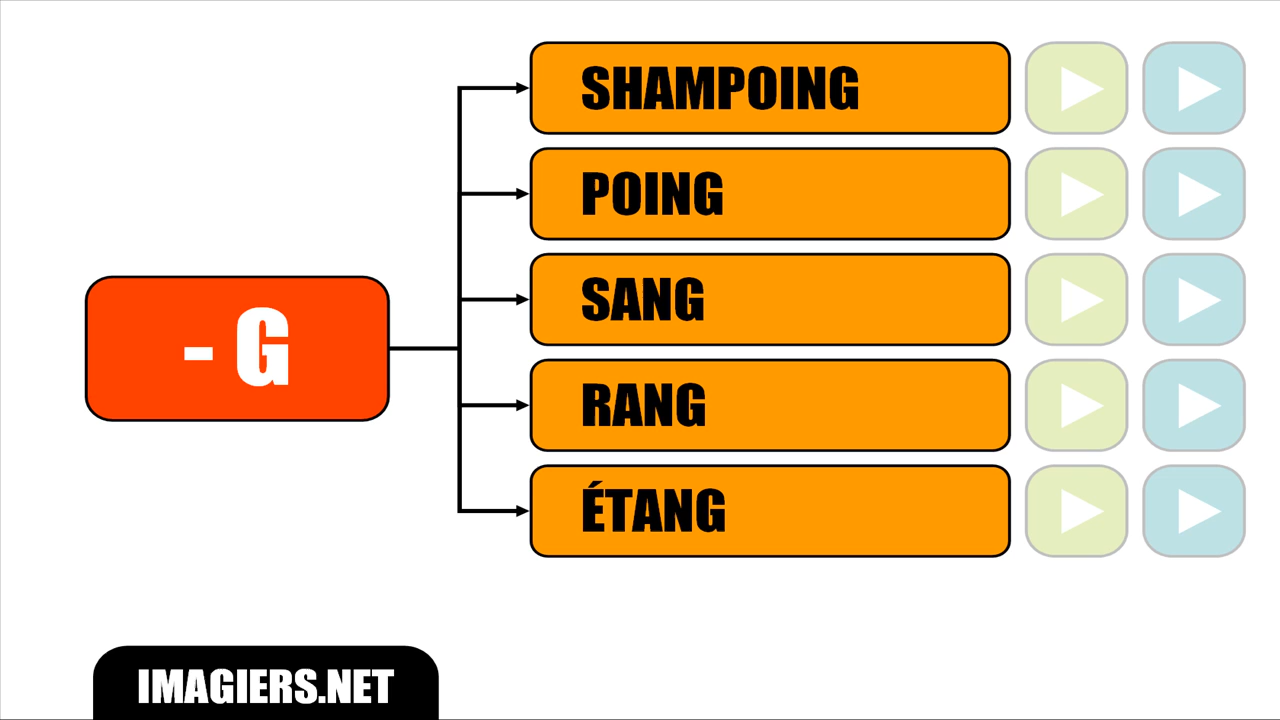 - G
SHAMPOING
POING
SANG
RANG
ÉTANG
IMAGIERS.NET